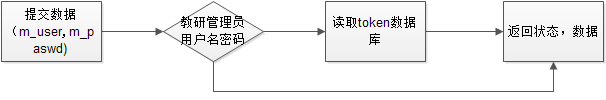 提交数据
（m_user, m_p
aswd)
教研管理员
用户名密码
读取token数据
库
返回状态，数据